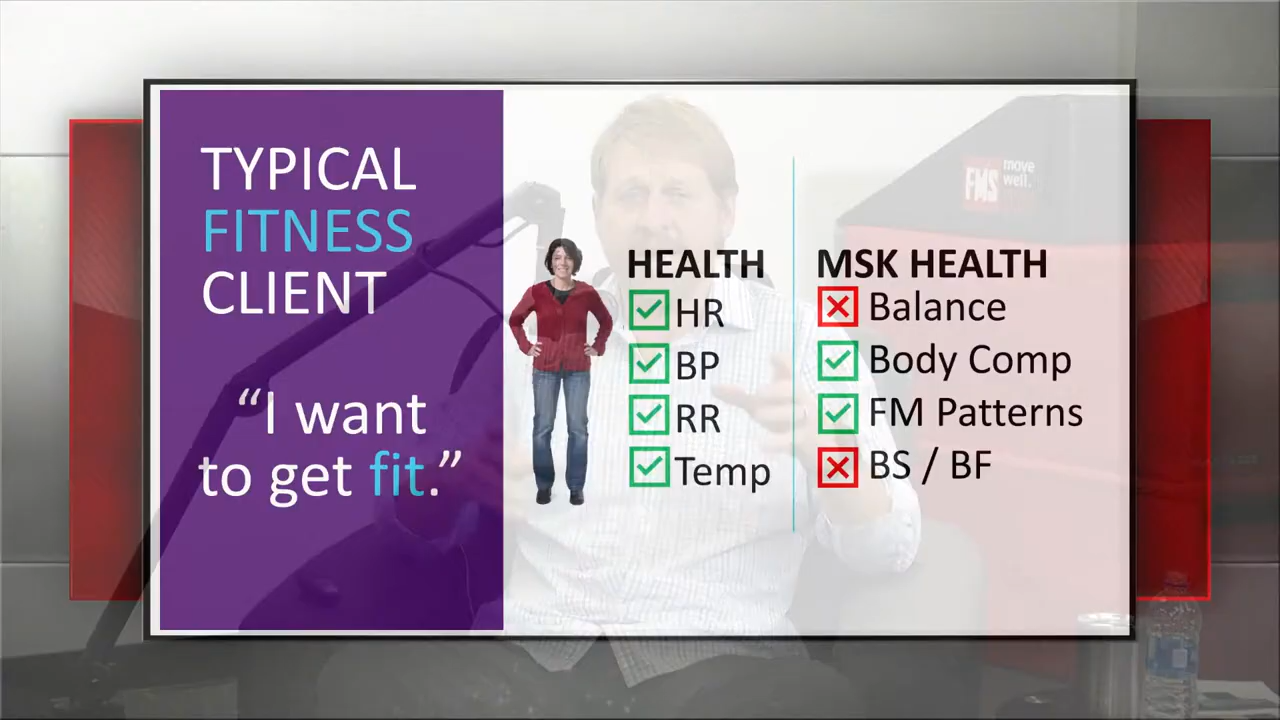 TYPICAL
FITNESS
CLIENT
“I want
to get fit.”
HEALTH
HR
BP
RR
Temp
MSK HEALTH
Balance
Body Comp
FM Patterns
BS / BF
FMS
move
well.